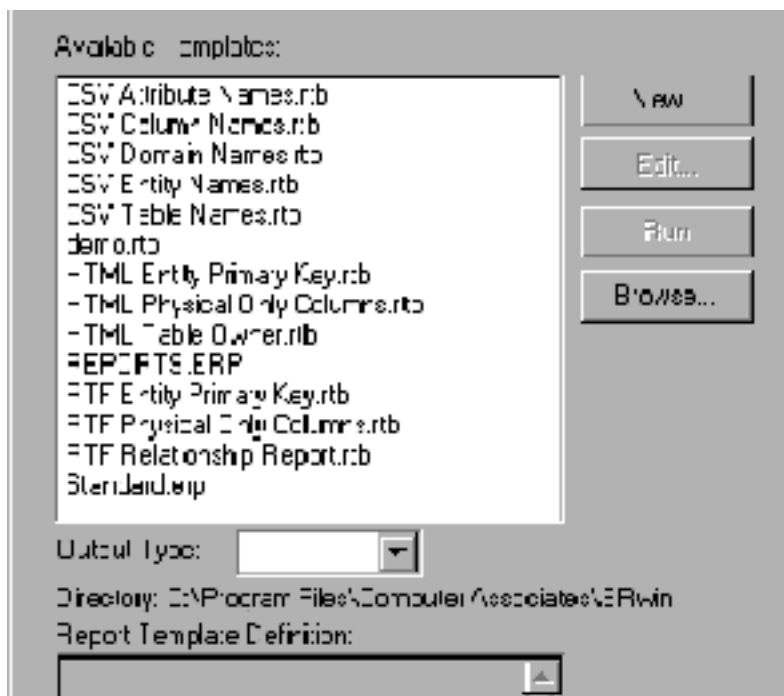 Available Templates:
CSV Attribute Names.rtb
CSV Column Names.rtb
CSV Domain Names.rtb
CSV Entity Names.rtb
CSV Table Names.rtb
demo.rtb
HTML Entity Primary Key.rtb
HTML Physical Only Columns.rtb
HTML Table Owner.rtb
REPORTS.ERP
RTF Entity Primary Key.rtb
RTF Physical Only Columns.rtb
RTF Relationship Report.rtb
Standard.erp
New
Edit...
Run
Browse...
Output Type:
Directory: C:\Program Files\Computer Associates\ERwin
Report Template Definition: